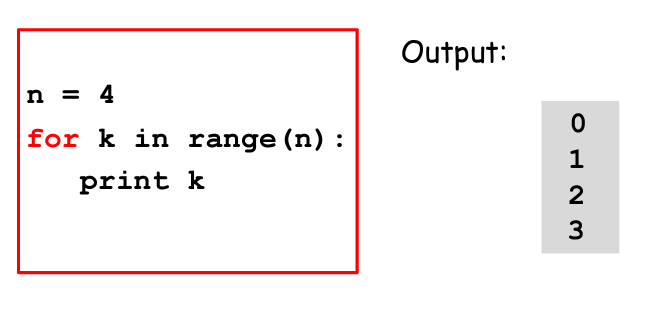 n = 4
for k in range(n):
   print k
Output:
0
1
2
3